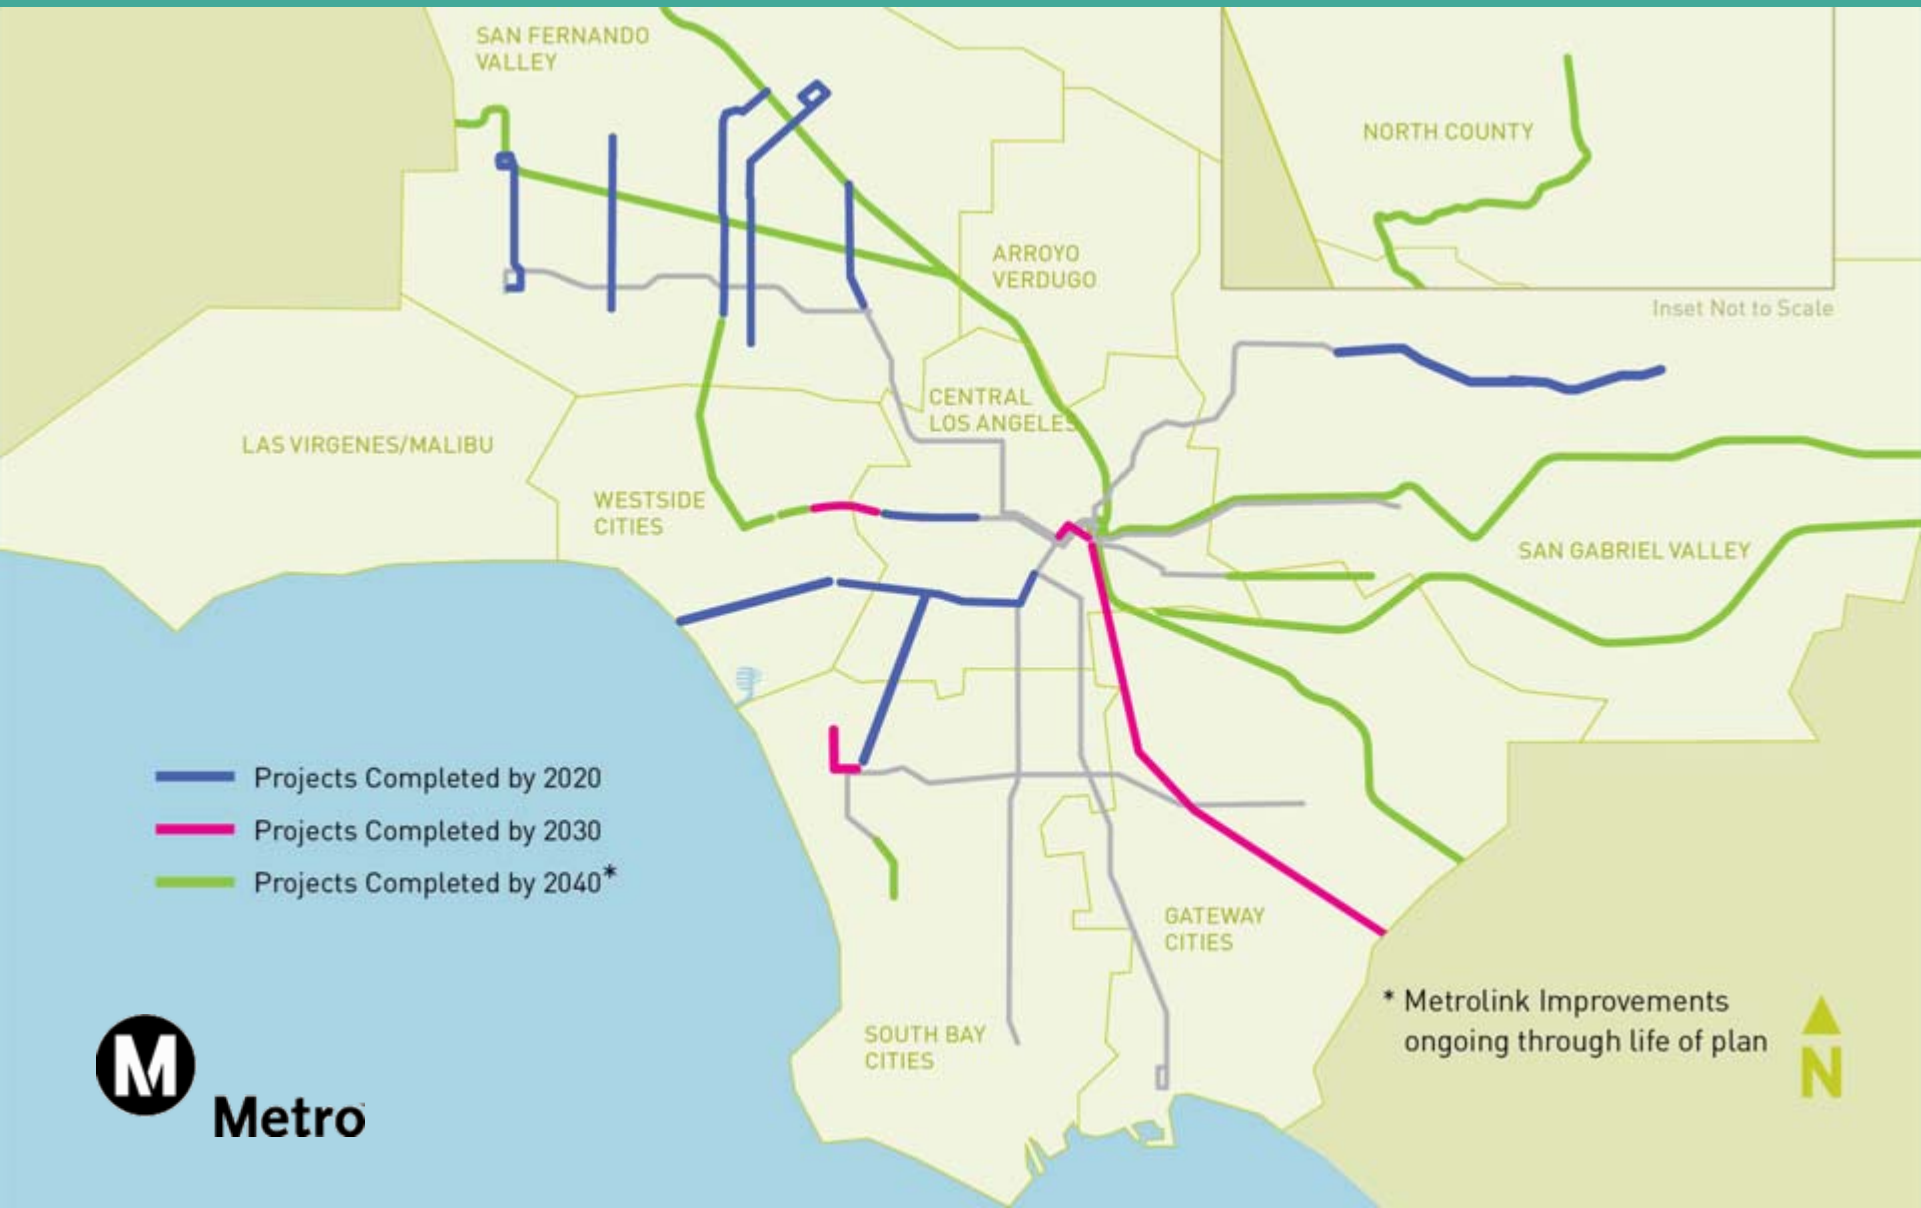 SAN FERNANDO
VALLEY
NORTH COUNTY
ARROYO
VERDUGO
Inset Not to Scale
CENTRAL
LOS ANGELES
LAS VIRGENES/MALIBU
WESTSIDE
CITIES
SAN GABRIEL VALLEY
Projects Completed by 2020
Projects Completed by 2030
Projects Completed by 2040*
GATEWAY
CITIES
SOUTH BAY
CITIES
* Metrolink Improvements
ongoing through life of plan
N
M
Metro